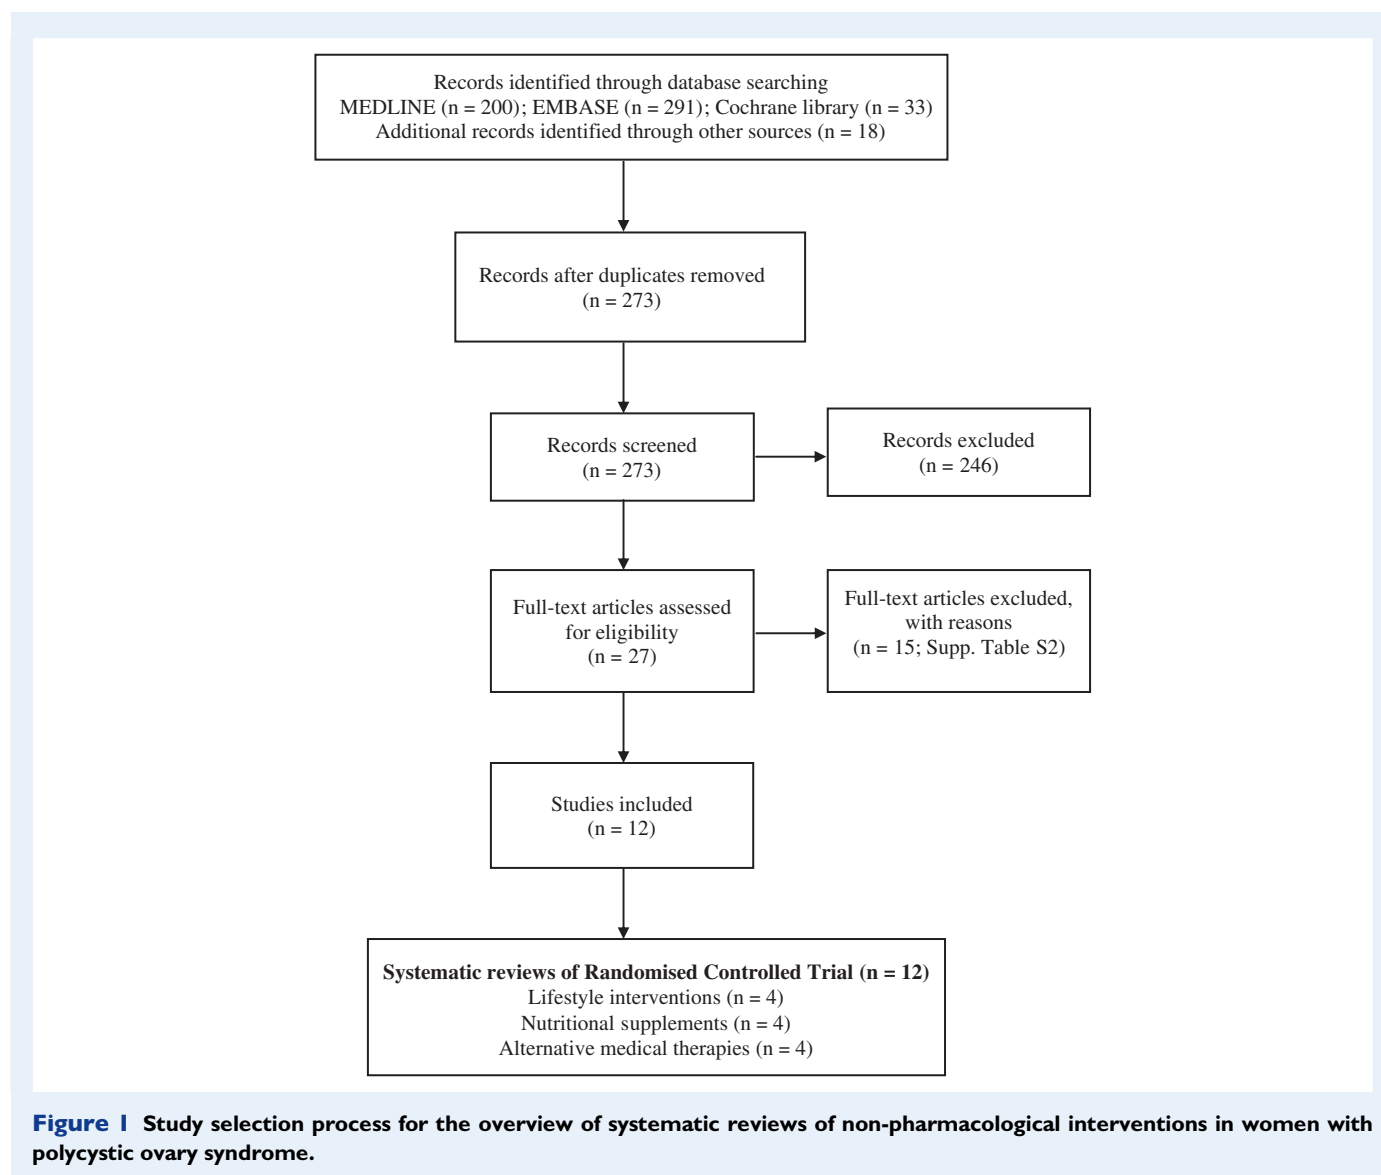 Records identified through database searching
MEDLINE (n = 200); EMBASE (n = 291); Cochrane library (n = 33)
Additional records identified through other sources (n = 18)
Records after duplicates removed
(n = 273)
Records screened
(n = 273)
Records excluded
(n = 246)
Full-text articles assessed
for eligibility
(n = 27)
Full-text articles excluded,
with reasons
(n = 15; Supp. Table S2)
Studies included
(n = 12)
Systematic reviews of Randomised Controlled Trial (n = 12)
Lifestyle interventions (n = 4)
Nutritional supplements (n = 4)
Alternative medical therapies (n = 4)
Figure 1 Study selection process for the overview of systematic reviews of non-pharmacological interventions in women with
polycystic ovary syndrome.